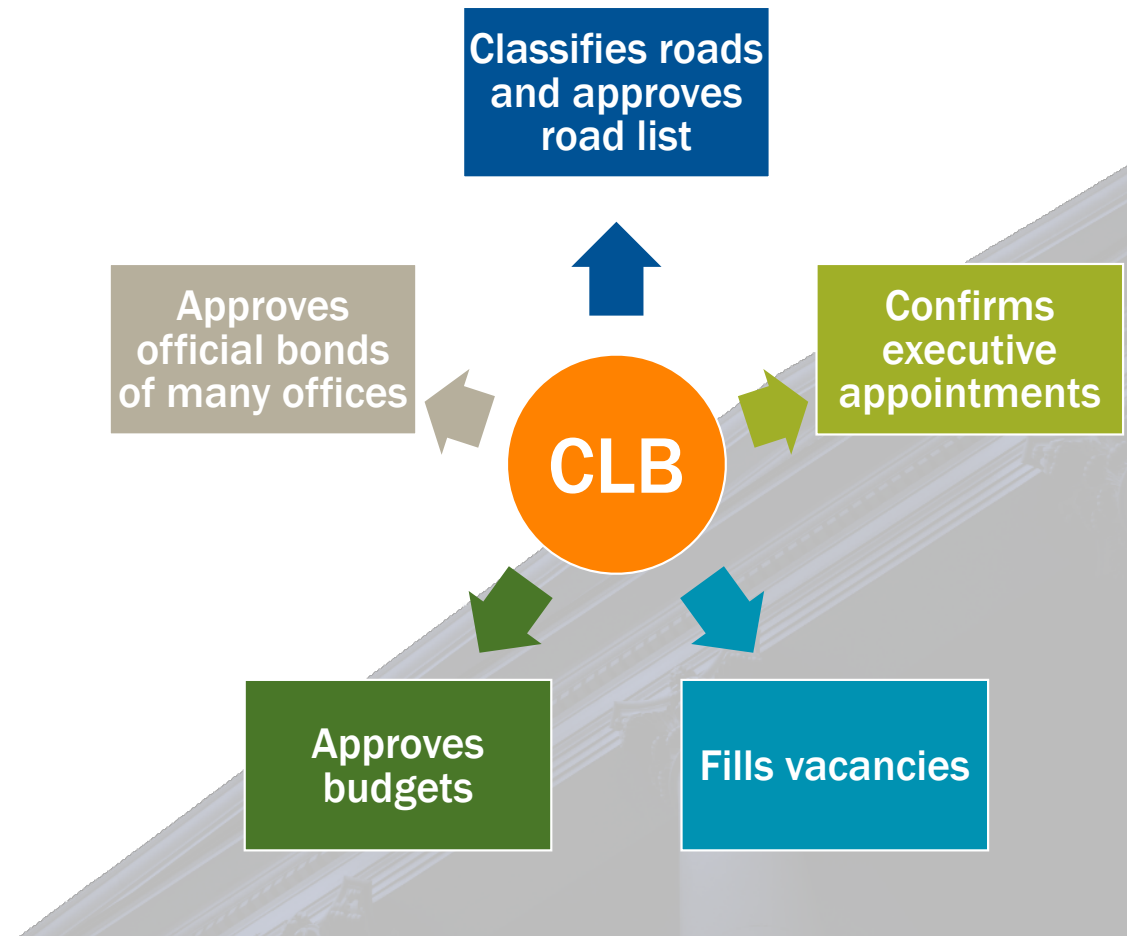 Classifies roads
and approves
road list
Approves
official bonds
of many offices
Confirms
executive
appointments
CLB
Approves
budgets
Fills vacancies